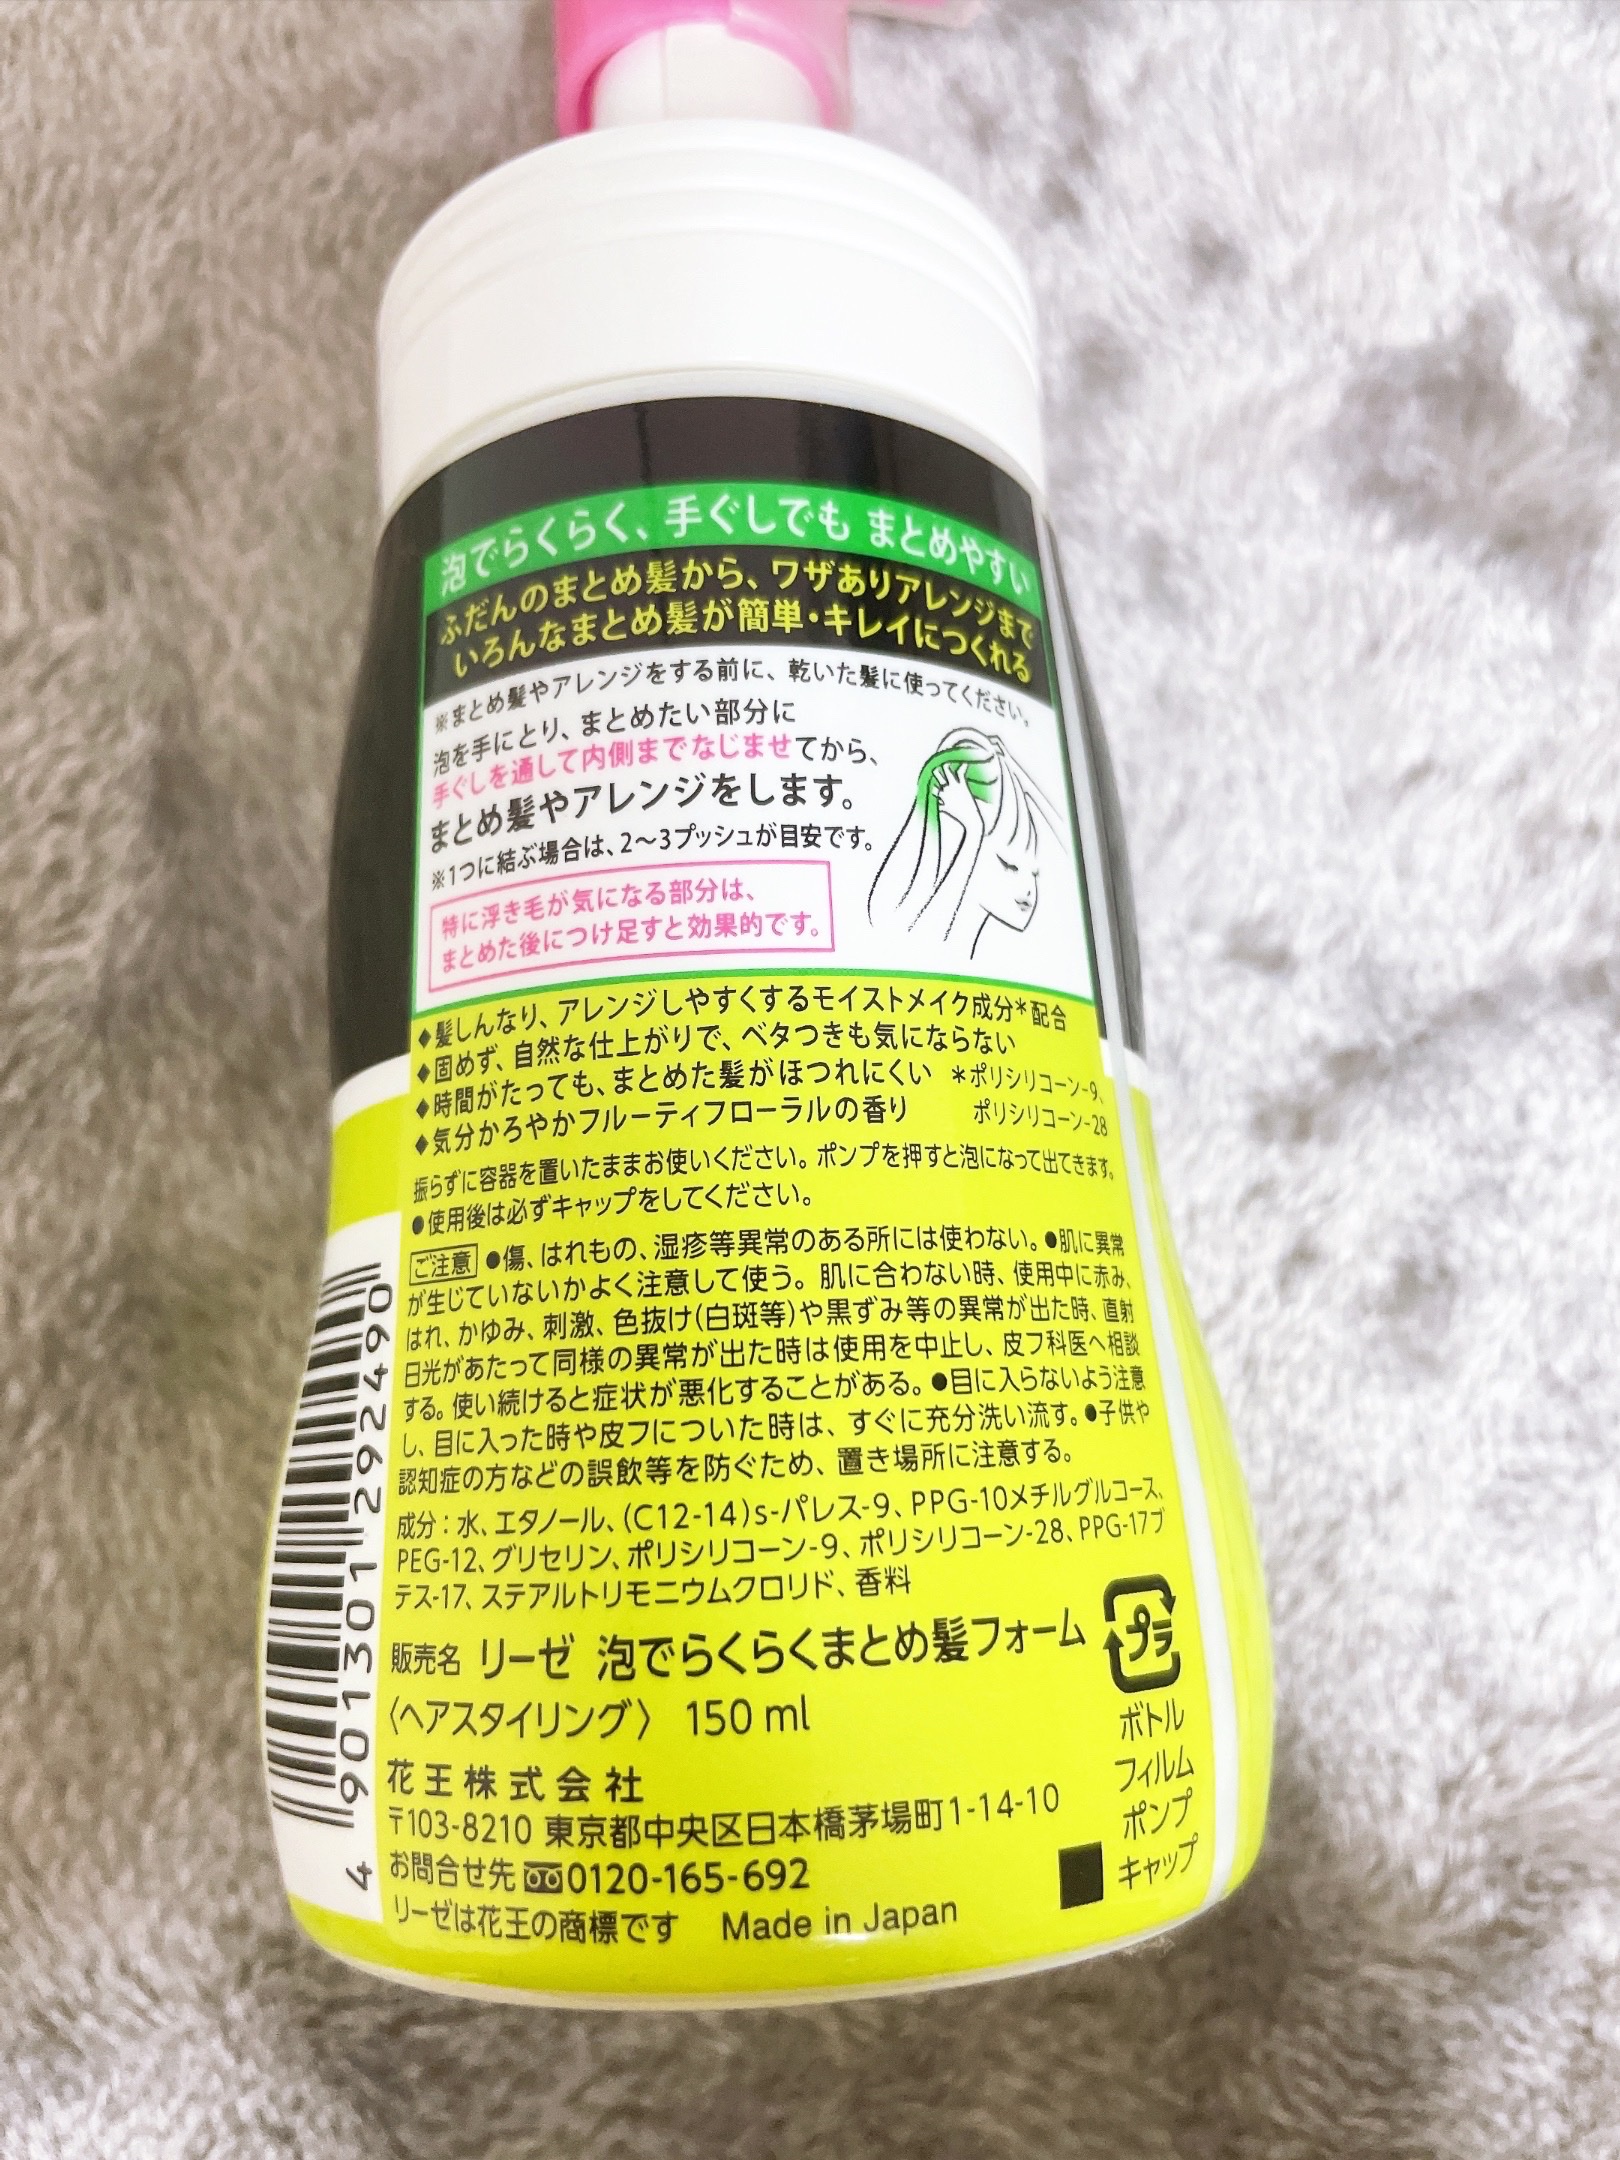 泡でらくらく、手ぐしでも まとめやすい
ふだんのまとめ髪から、ワザありアレンジまで
いろんなまとめ髪が簡単・キレイにつくれる
※まとめ髪やアレンジをする前に、乾いた髪に使ってください。
泡を手にとり、まとめたい部分に
手ぐしを通して内側までなじませてから、
まとめ髪やアレンジをします。
※1つに結ぶ場合は、2〜3プッシュが目安です。
特に浮き毛が気になる部分は、
まとめた後につけ足すと効果的です。
◆髪しんなり、アレンジしやすくするモイストメイク成分*配合
◆固めず、自然な仕上がりで、ベタつきも気にならない
◆時間がたっても、まとめた髪がほつれにくい
◆気分かろやかフルーティフローラルの香り
*ポリシリコーン-9、
ポリシリコーン-28
振らずに容器を置いたままお使いください。ポンプを押すと泡になって出てきます。
●使用後は必ずキャップをしてください。
ご注意 ●傷、はれもの、湿疹等異常のある所には使わない。●肌に異常
が生じていないかよく注意して使う。肌に合わない時、使用中に赤み、
はれ、かゆみ、刺激、色抜け(白斑等)や黒ずみ等の異常が出た時、直射
日光があたって同様の異常が出た時は使用を中止し、皮フ科医へ相談
する。使い続けると症状が悪化することがある。●目に入らないよう注意
し、目に入った時や皮フについた時は、すぐに充分洗い流す。●子供や
認知症の方などの誤飲等を防ぐため、置き場所に注意する。
成分：水、エタノール、(C12-14)s-パレス-9、PPG-10メチルグルコース、
PEG-12、グリセリン、ポリシリコーン-9、ポリシリコーン-28、PPG-17ブ
テス-17、ステアルトリモニウムクロリド、香料
販売名 リーゼ 泡でらくらくまとめ髪フォーム
〈ヘアスタイリング〉 150 ml
花王株式会社
〒103-8210 東京都中央区日本橋茅場町1-14-10
お問合せ先 0120-165-692
リーゼは花王の商標です Made in Japan
プラ
ボトル
フィルム
ポンプ
キャップ
4 901301 292490